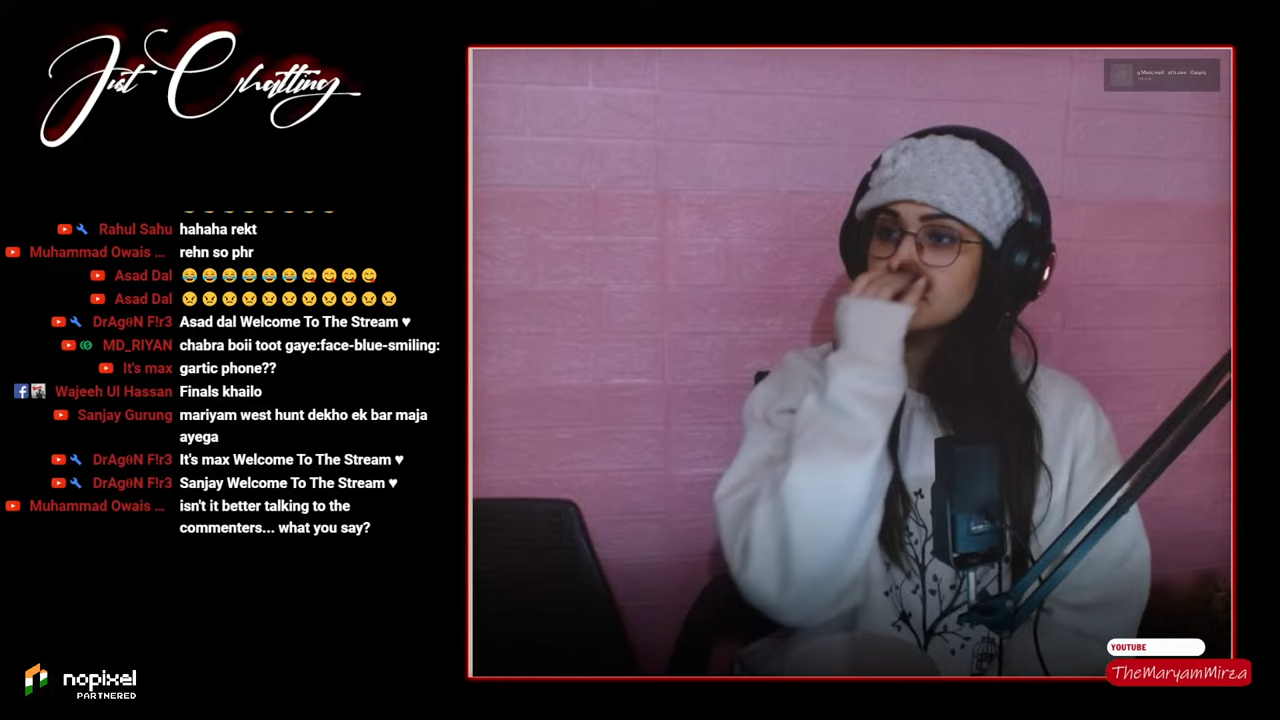 Just Chatting
Rahul Sahu hahaha rekt
Muhammad Owais ... rehn so phr
Asad Dal 😂😂😂😂😂😂😋😋😋😋
Asad Dal 😠😠😠😠😠😠😠😠😠😠😠
DrAgθN F!r3 Asad dal Welcome To The Stream ♥
MD_RIYAN chabra boii toot gaye:face-blue-smiling:
It's max gartic phone??
Wajeeh Ul Hassan Finals khailo
Sanjay Gurung mariyam west hunt dekho ek bar maja
ayega
DrAgθN F!r3 It's max Welcome To The Stream ♥
DrAgθN F!r3 Sanjay Welcome To The Stream ♥
Muhammad Owais ... isn't it better talking to the
commenters... what you say?
nopixel
PARTNERED
YOUTUBE
TheMaryamMirza